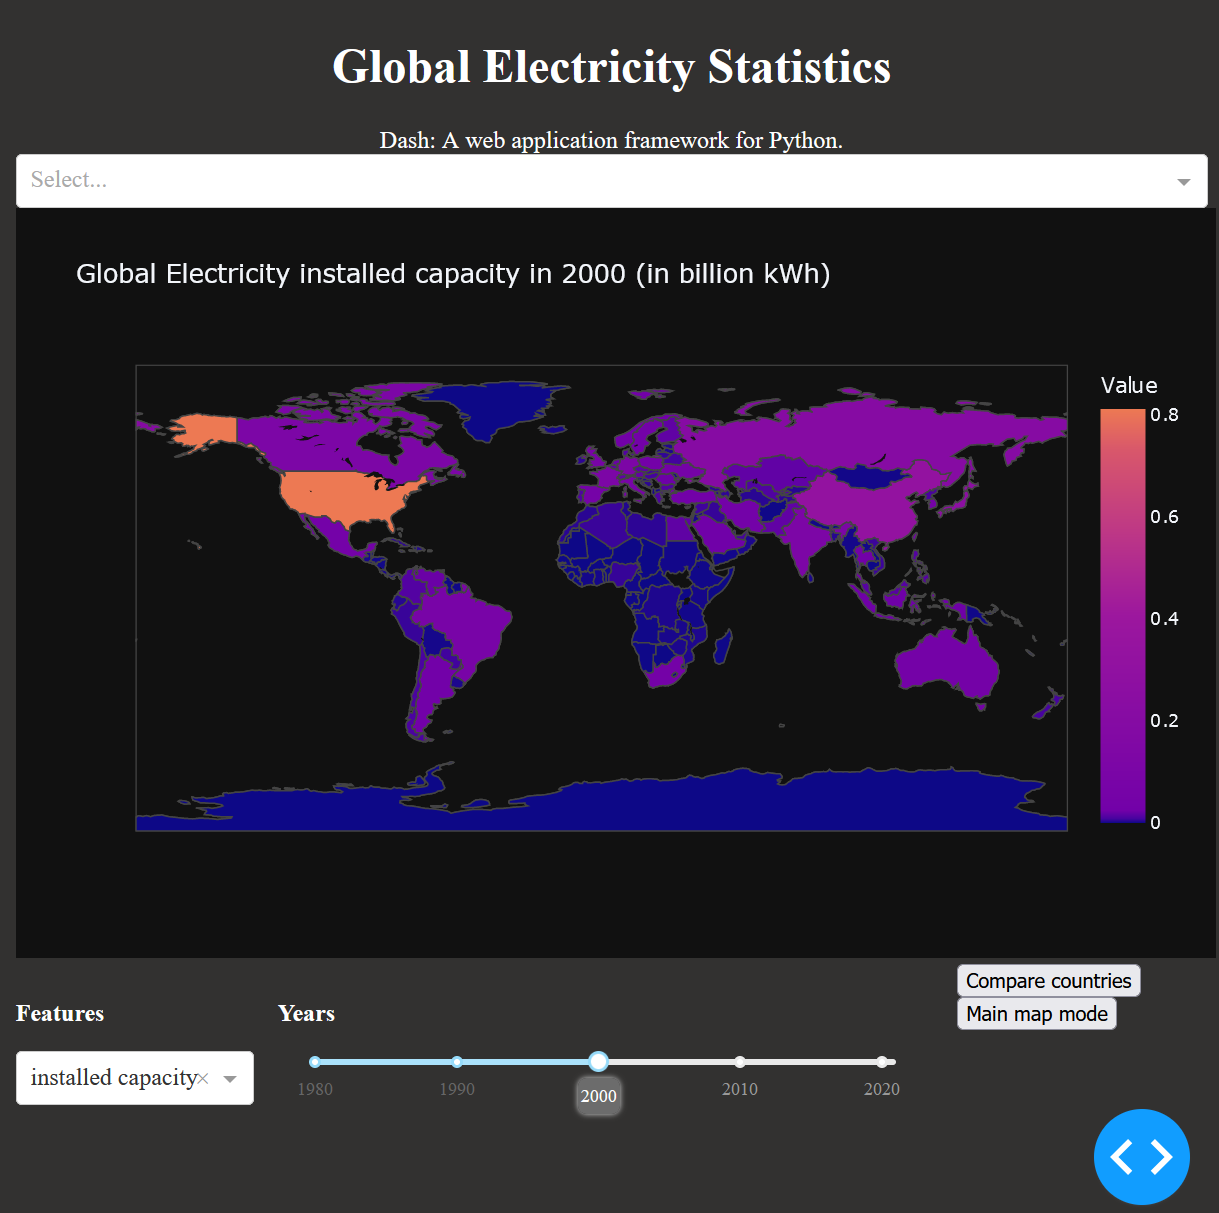 Global Electricity Statistics
Dash: A web application framework for Python.
Select...
Global Electricity installed capacity in 2000 (in billion kWh)
Value
0.8
0.6
0.4
0.2
0
Compare countries
Main map mode
Features
Years
installed capacity×
1980
1990
2000
2010
2020